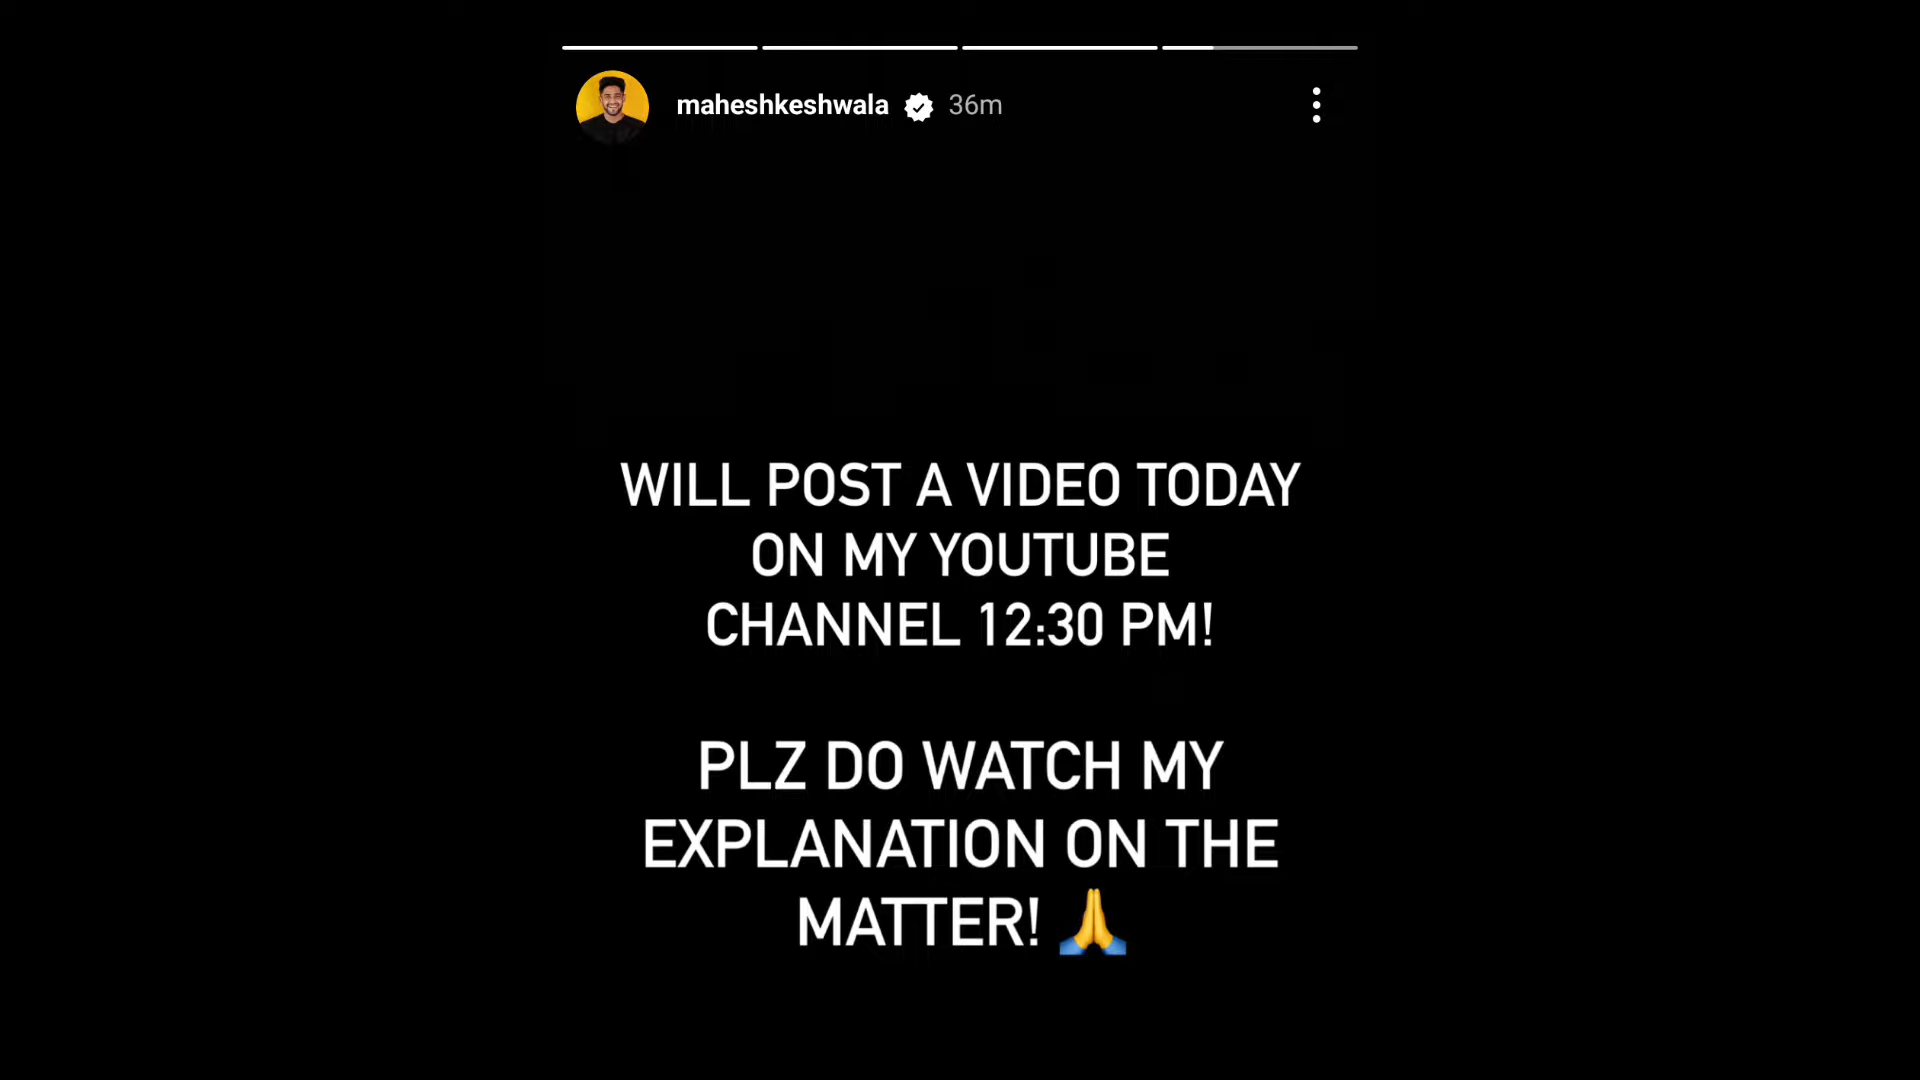 maheshkeshwala 36m
WILL POST A VIDEO TODAY
ON MY YOUTUBE
CHANNEL 12:30 PM!
PLZ DO WATCH MY
EXPLANATION ON THE
MATTER! 🙏